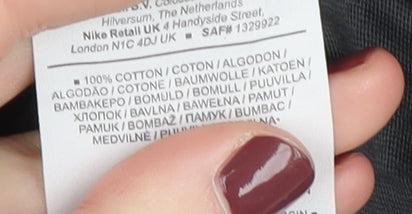 Hilversum, The Netherlands
Nike Retail UK 4 Handyside Street,
London N1C 4DJ UK ■ SAF# 1329922
■ 100% COTTON / COTON / ALGODON /
ALGODÃO / COTONE / BAUMWOLLE / KATOEN /
ΒΑΜΒΑΚΕΡΟ / BOMULD / BOMULL / PUUVILLA /
ХЛОПОК / BAVLNA / BAWEŁNA / PAMUT /
PAMUK / BOMBAŽ / ПАМУК / BUMBAC /
MEDVILNĖ /